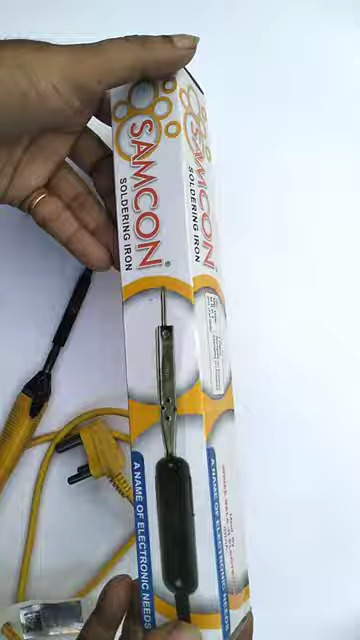 SAMCON®
SOLDERING IRON
A NAME OF ELECTRONIC NEEDS
SAMCON
SOLDERING IRON
A NAME OF ELECTRONIC NEEDS